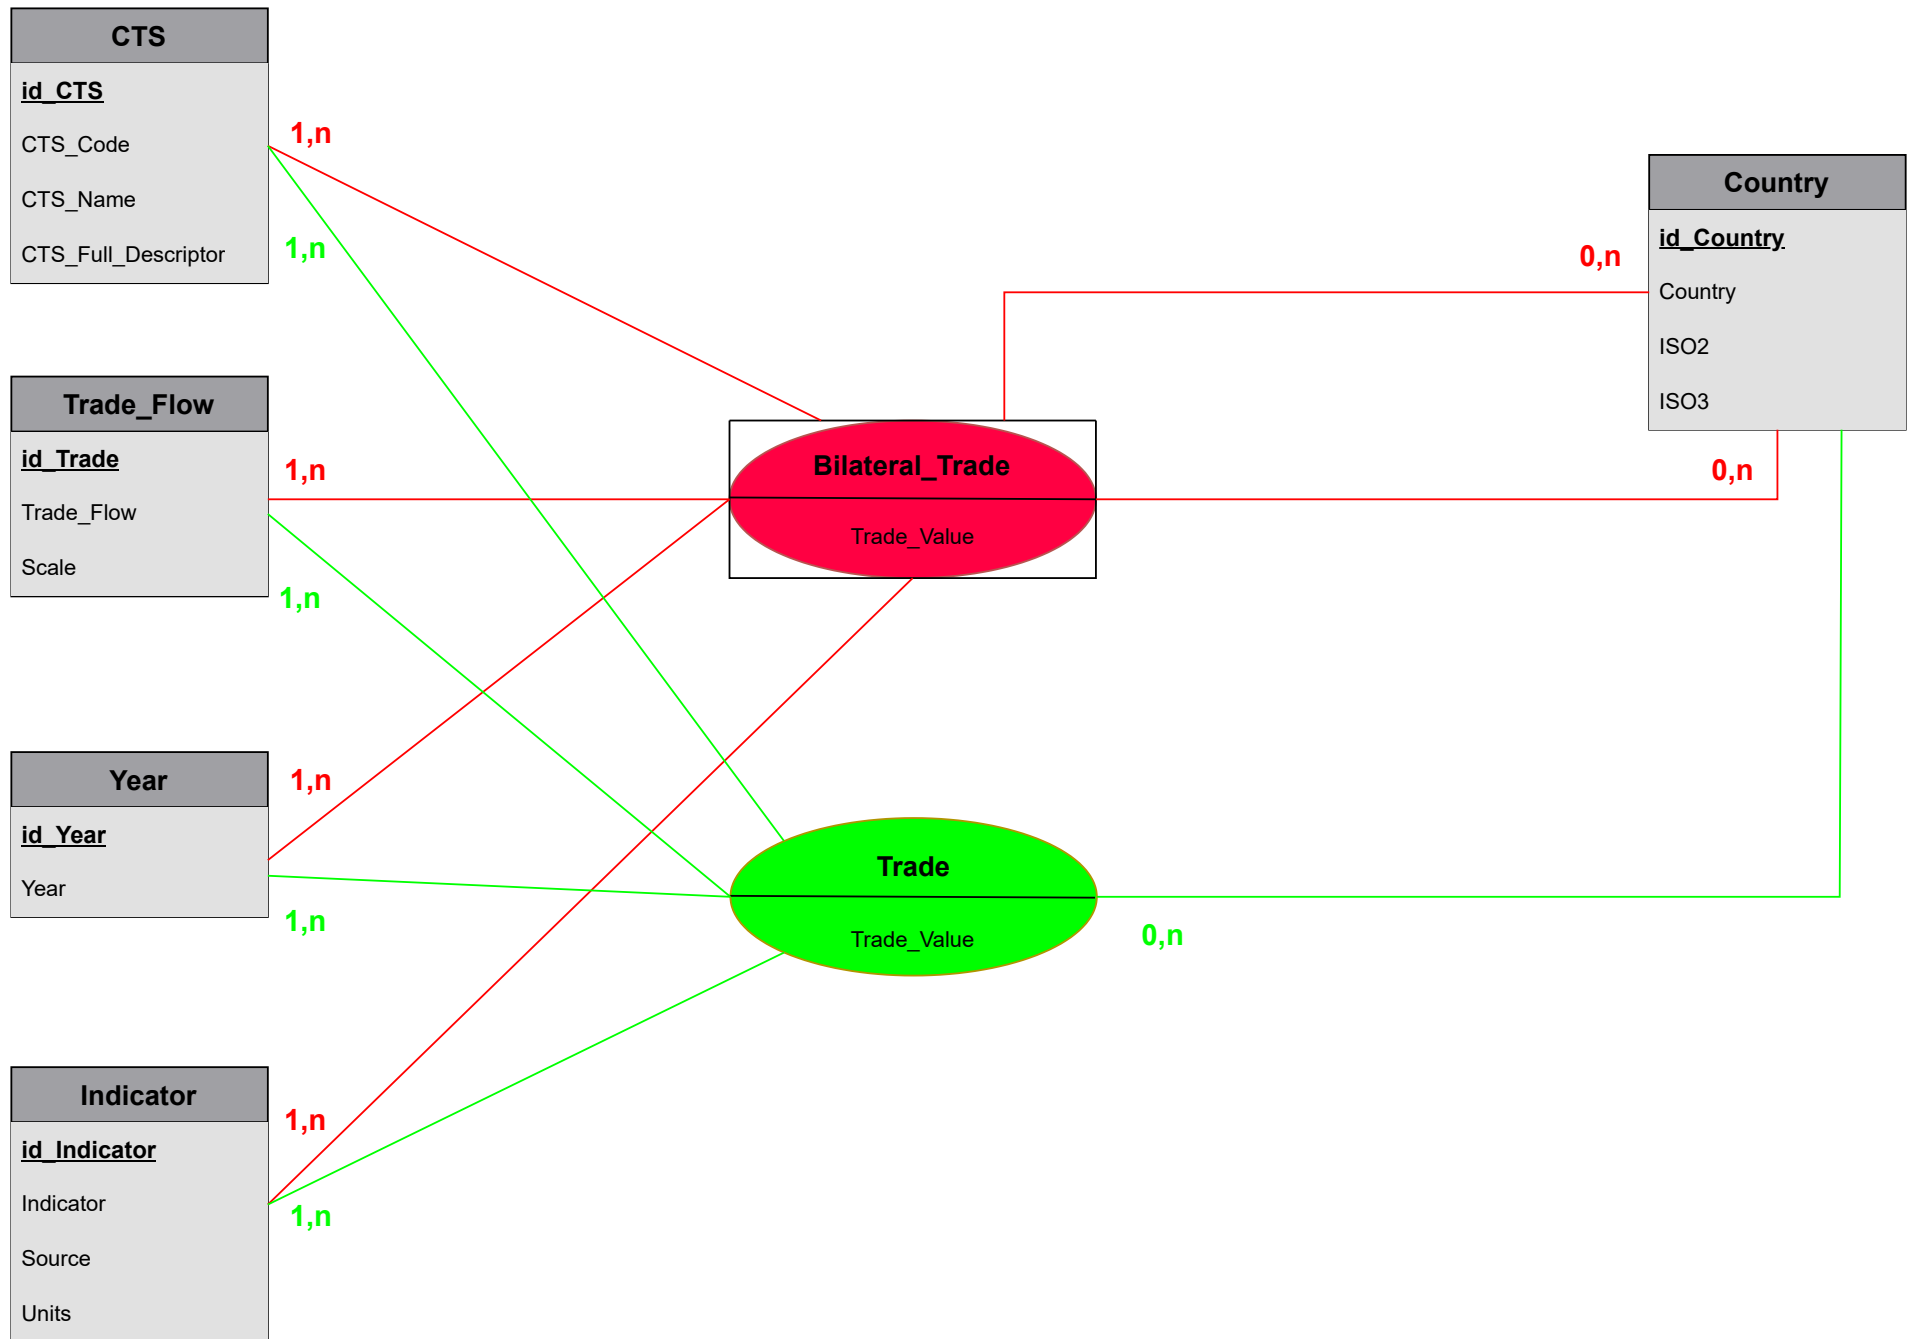 CTS
id_CTS
CTS_Code
CTS_Name
CTS_Full_Descriptor
1,n
1,n
Trade_Flow
id_Trade
Trade_Flow
Scale
1,n
1,n
Year
id_Year
Year
1,n
1,n
Indicator
id_Indicator
Indicator
Source
Units
1,n
1,n
Bilateral_Trade
Trade_Value
Trade
Trade_Value
0,n
Country
id_Country
Country
ISO2
ISO3
0,n
0,n